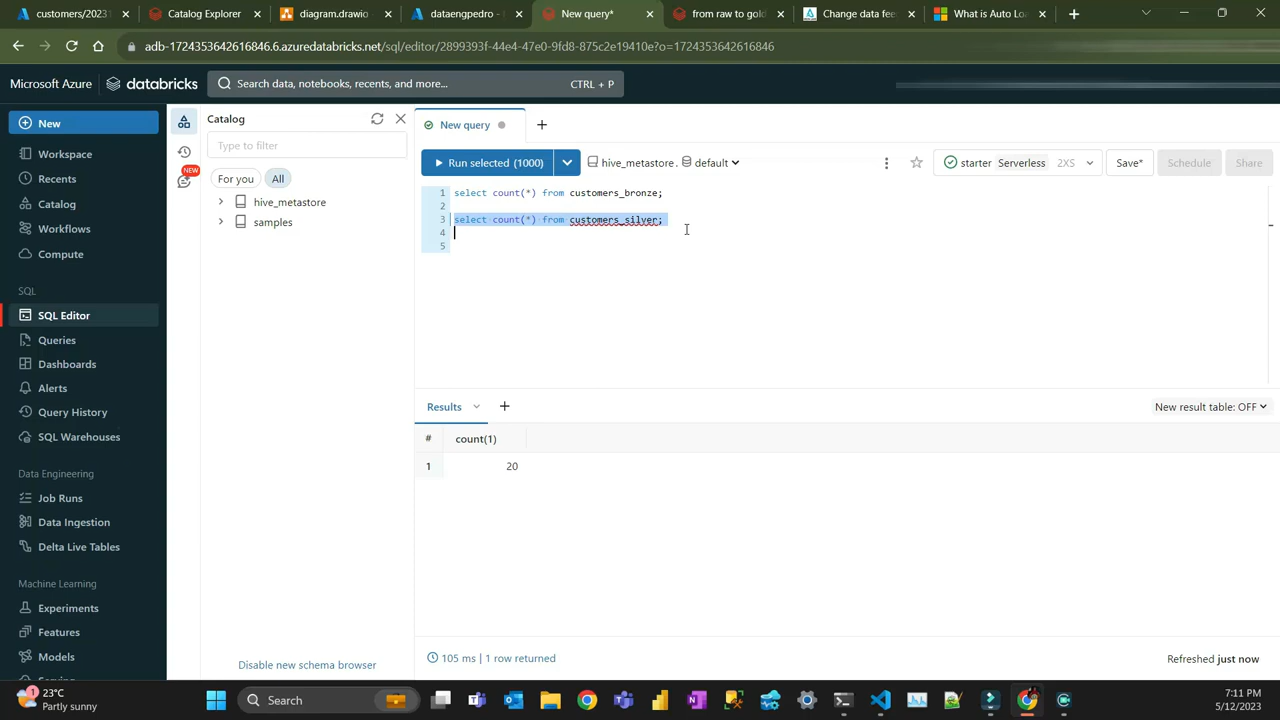 customers/20231
Catalog Explorer
diagram.drawio
dataengpedro -
New query*
from raw to gold
Change data fee
What is Auto Loa
adb-1724353642616846.6.azuredatabricks.net/sql/editor/2899393f-44e4-47e0-9fd8-875c2e19410e?o=1724353642616846
Microsoft Azure
databricks
Search data, notebooks, recents, and more...
CTRL + P
New
Workspace
Recents
Catalog
Workflows
Compute
SQL
SQL Editor
Queries
Dashboards
Alerts
Query History
SQL Warehouses
Data Engineering
Job Runs
Data Ingestion
Delta Live Tables
Machine Learning
Experiments
Features
Models
Serving
NEW
Catalog
Type to filter
For you
All
hive_metastore
samples
Disable new schema browser
New query
Run selected (1000)
hive_metastore . default
starter Serverless 2XS
Save*
Schedule
Share
1 select count(*) from customers_bronze;
2
3 select count(*) from customers_silver;
4
5
Results
New result table: OFF
# count(1)
1 20
105 ms | 1 row returned
Refreshed just now
1
23°C
Partly sunny
Search
7:11 PM
5/12/2023